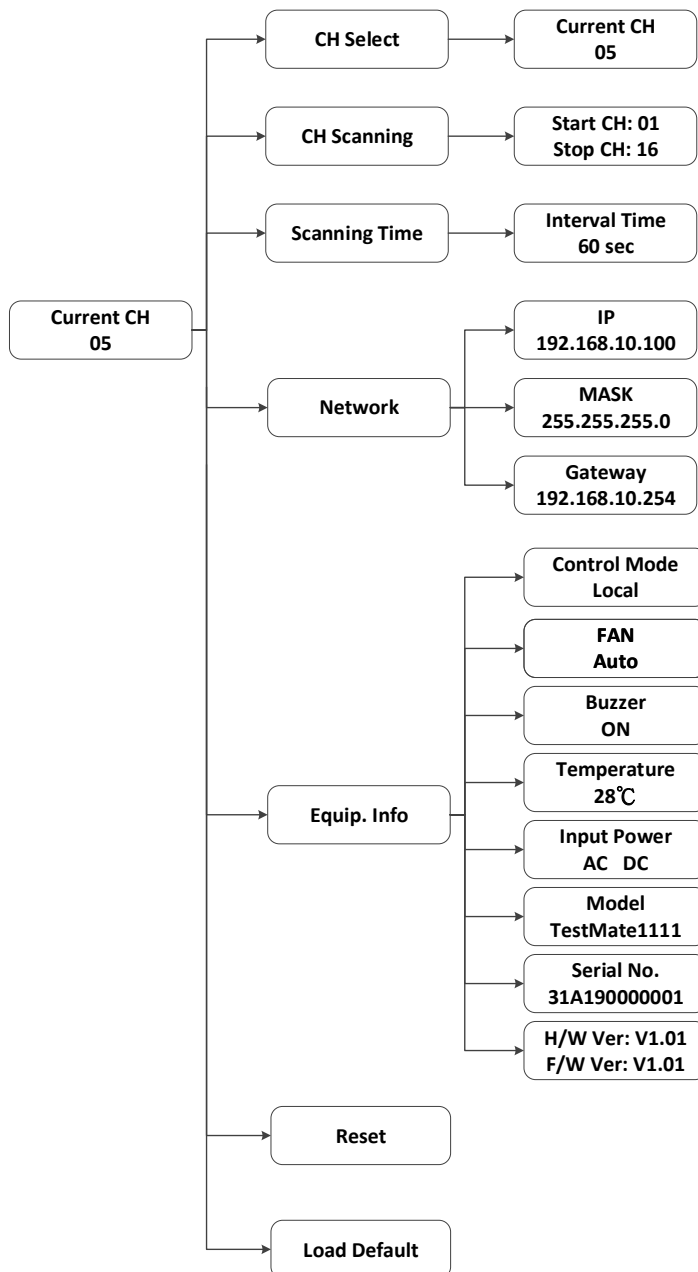 CH Select
Current CH
05
CH Scanning
Start CH: 01
Stop CH: 16
Scanning Time
Interval Time
60 sec
Current CH
05
Network
IP
192.168.10.100
MASK
255.255.255.0
Gateway
192.168.10.254
Equip. Info
Control Mode
Local
FAN
Auto
Buzzer
ON
Temperature
28℃
Input Power
AC DC
Model
TestMate1111
Serial No.
31A190000001
H/W Ver: V1.01
F/W Ver: V1.01
Reset
Load Default